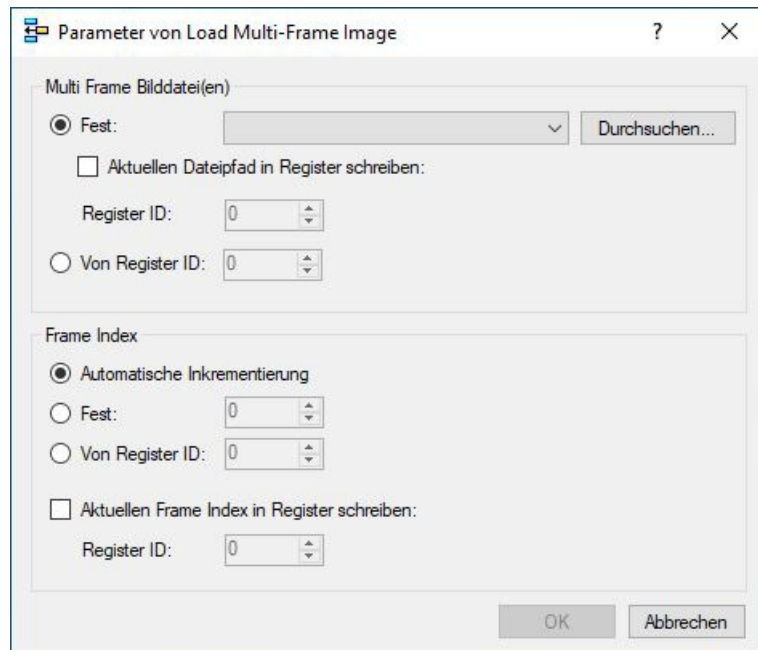 Parameter von Load Multi-Frame Image
Multi Frame Bilddatei(en)
Fest: Durchsuchen...
Aktuellen Dateipfad in Register schreiben:
Register ID: 0
Von Register ID: 0
Frame Index
Automatische Inkrementierung
Fest: 0
Von Register ID: 0
Aktuellen Frame Index in Register schreiben:
Register ID: 0
OK Abbrechen